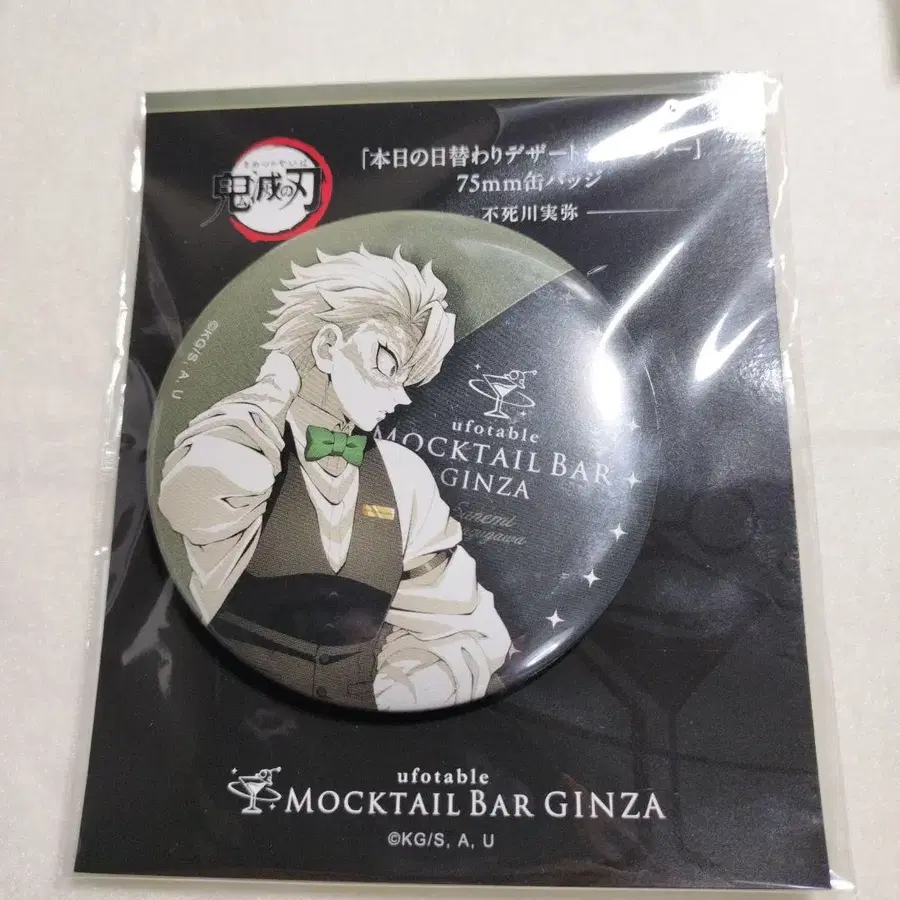 きめつのやいば
鬼滅の刃
「本日の日替わりデザート
75mm缶バッジ
不死川実弥
©KG/S, A, U
ufotable
MOCKTAIL BAR
GINZA
Sanemi
ufotable
MOCKTAIL BAR GINZA
©KG/S, A, U